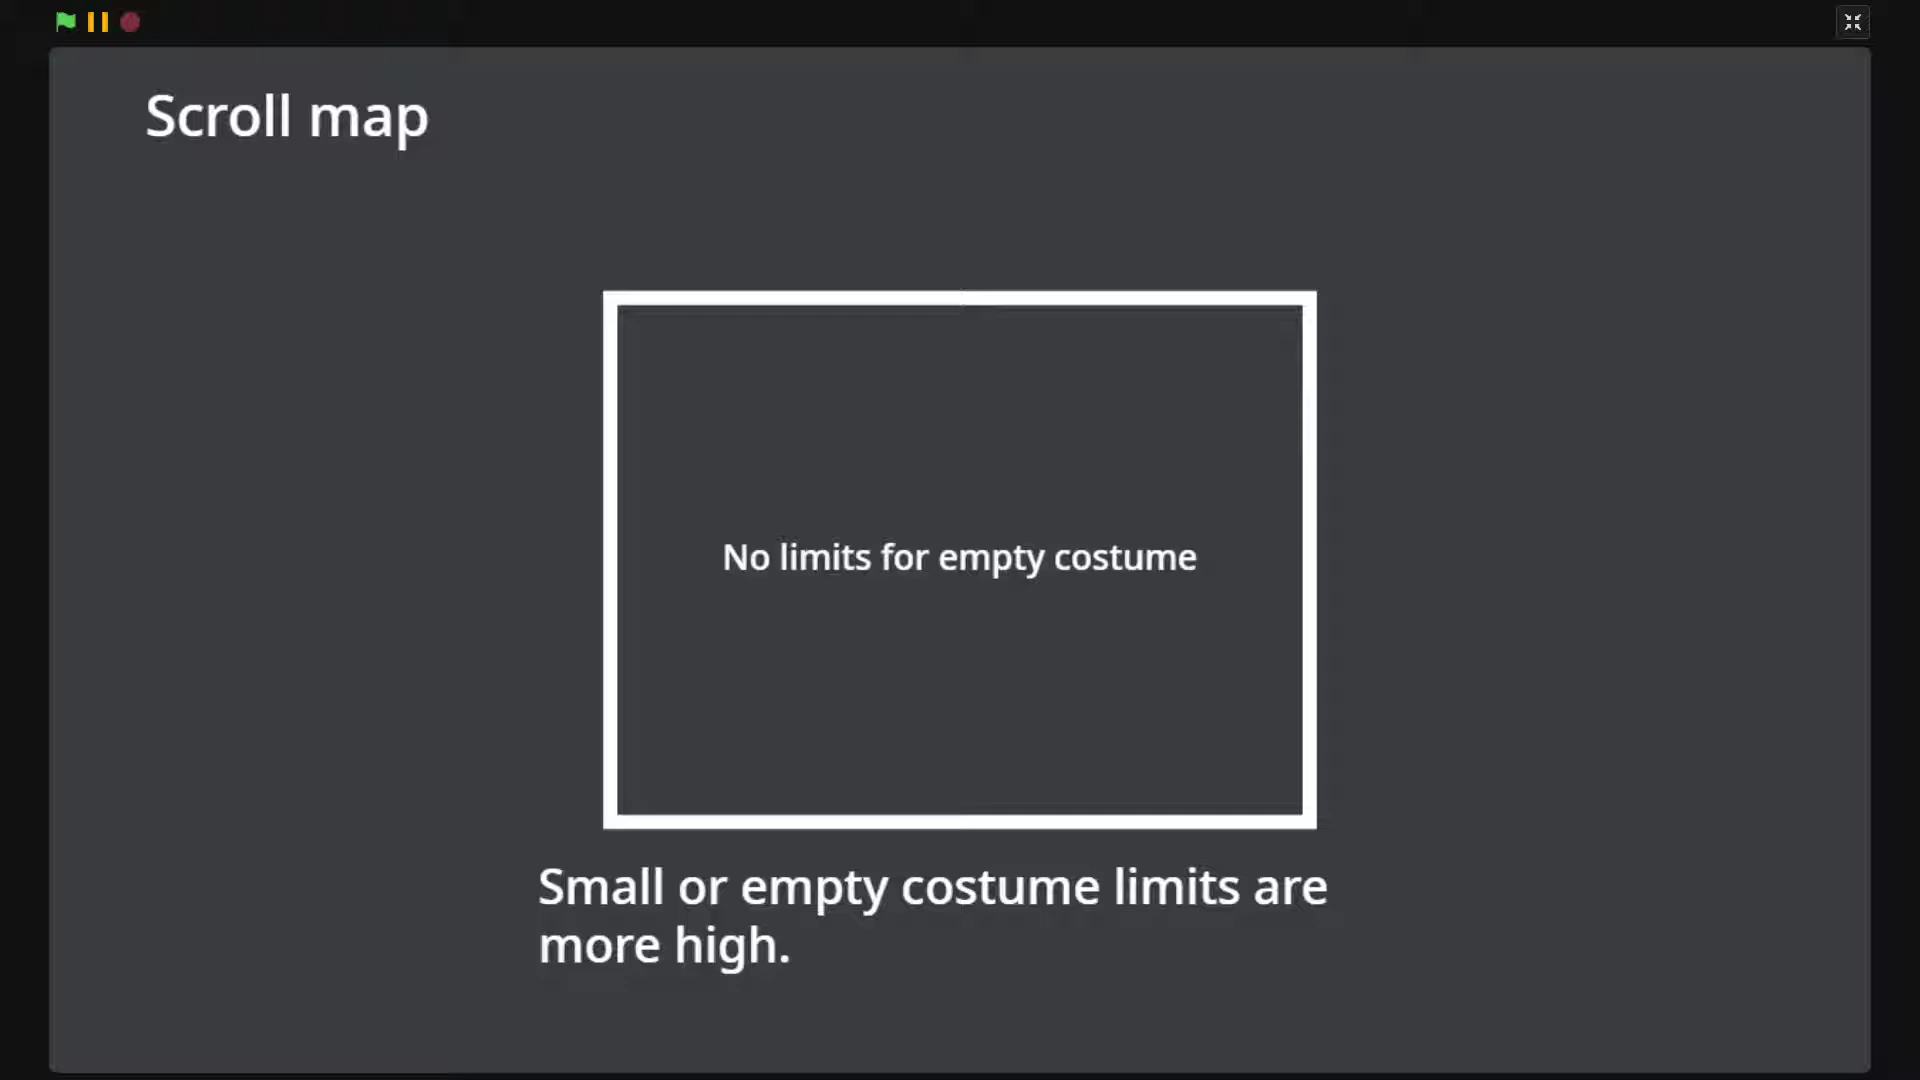 Scroll map
No limits for empty costume
Small or empty costume limits are
more high.